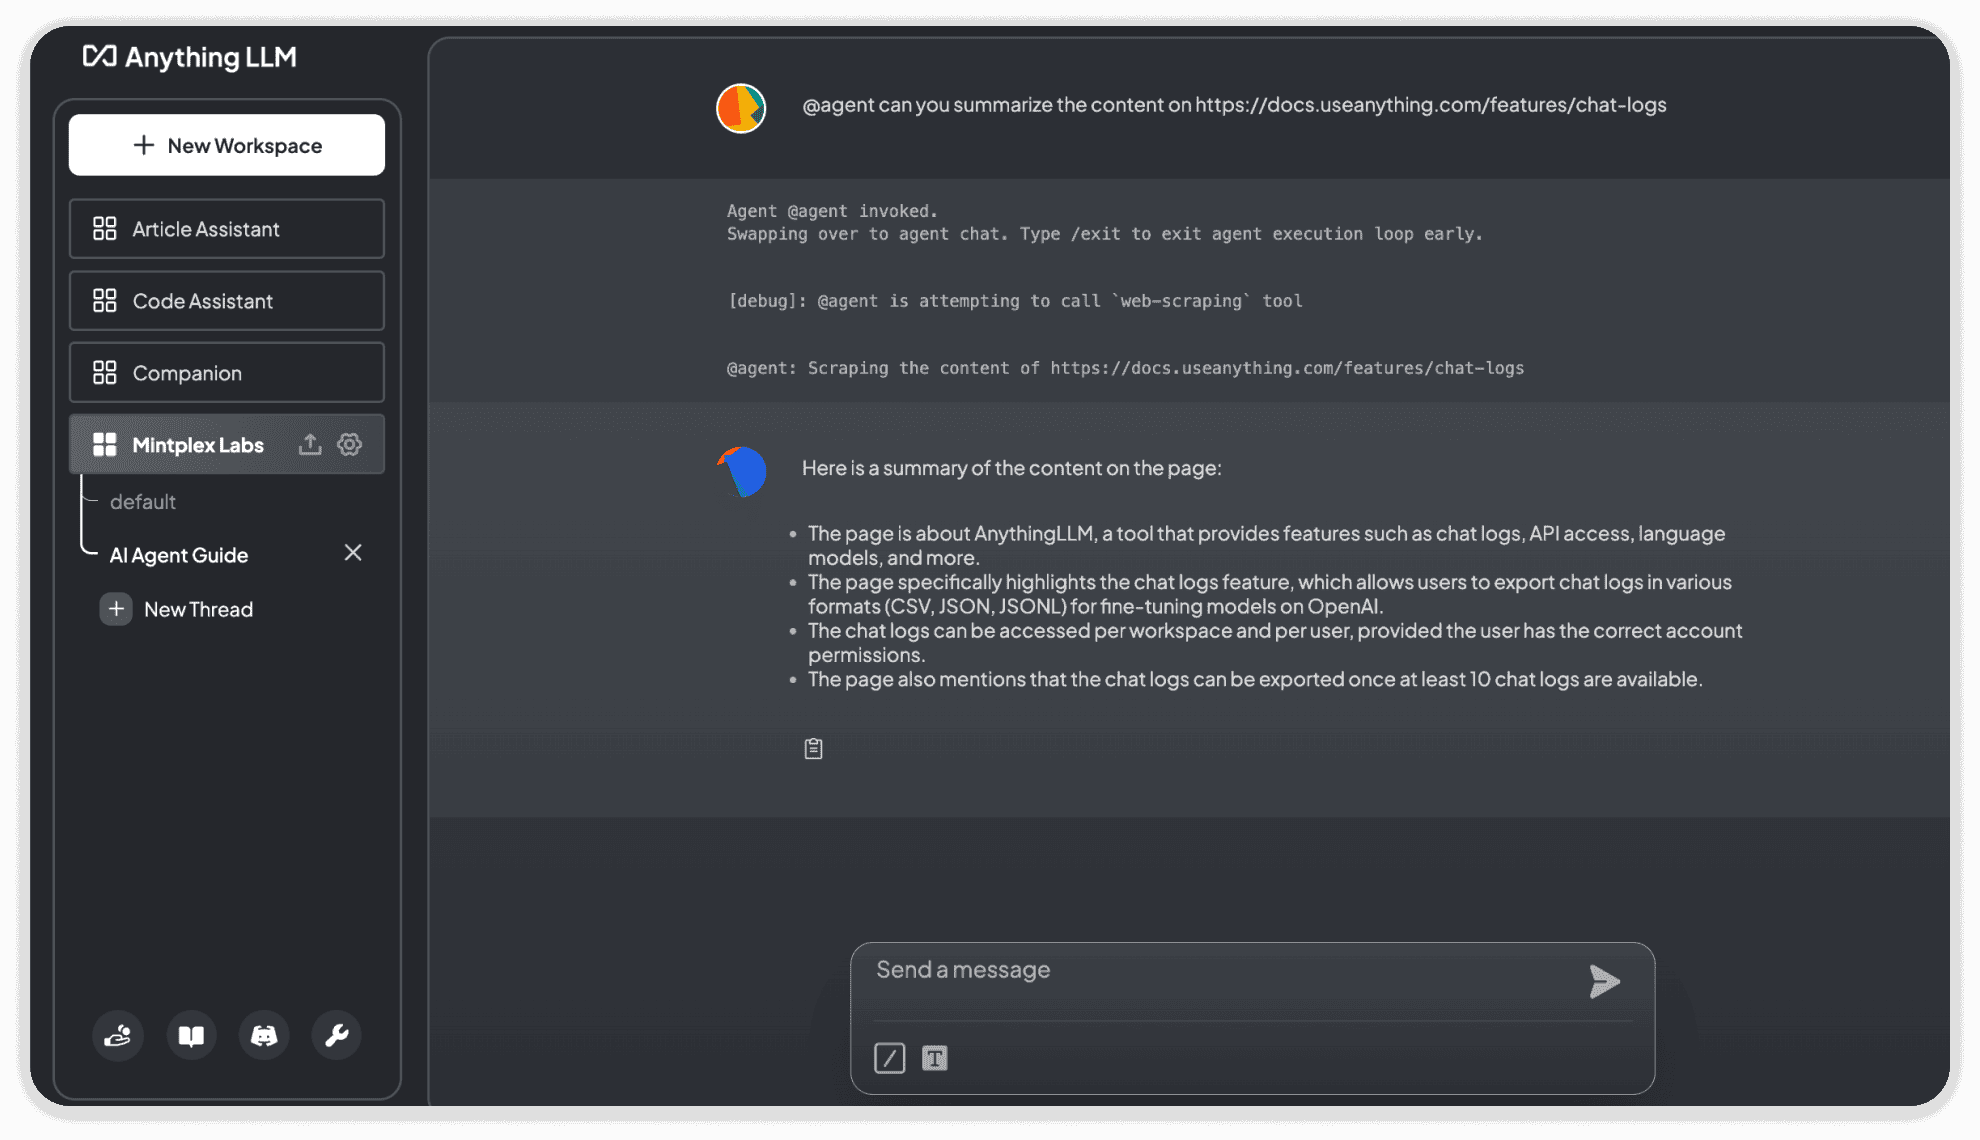 Anything LLM
New Workspace
Article Assistant
Code Assistant
Companion
Mintplex Labs
default
AI Agent Guide
New Thread
@agent can you summarize the content on https://docs.useanything.com/features/chat-logs
Agent @agent invoked.
Swapping over to agent chat. Type /exit to exit agent execution loop early.
[debug]: @agent is attempting to call `web-scraping` tool
@agent: Scraping the content of https://docs.useanything.com/features/chat-logs
Here is a summary of the content on the page:
• The page is about AnythingLLM, a tool that provides features such as chat logs, API access, language
models, and more.
• The page specifically highlights the chat logs feature, which allows users to export chat logs in various
formats (CSV, JSON, JSONL) for fine-tuning models on OpenAI.
• The chat logs can be accessed per workspace and per user, provided the user has the correct account
permissions.
• The page also mentions that the chat logs can be exported once at least 10 chat logs are available.
Send a message